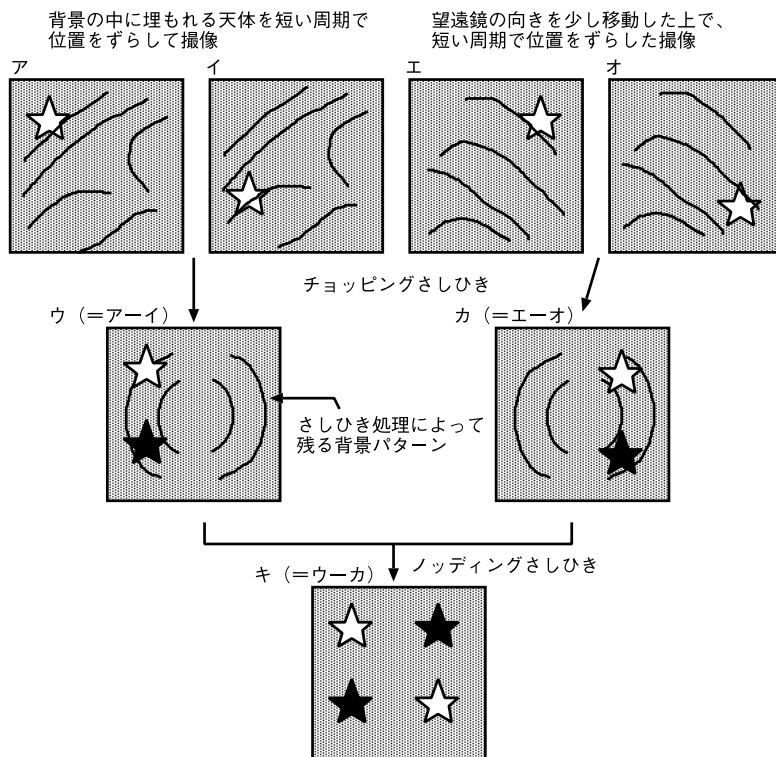 背景の中に埋もれる天体を短い周期で
位置をずらして撮像
望遠鏡の向きを少し移動した上で、
短い周期で位置をずらした撮像
ア
イ
エ
オ
チョッピングさしひき
ウ（＝アーイ）
カ（＝エーオ）
さしひき処理によって
残る背景パターン
ノッディングさしひき
キ（＝ウーカ）